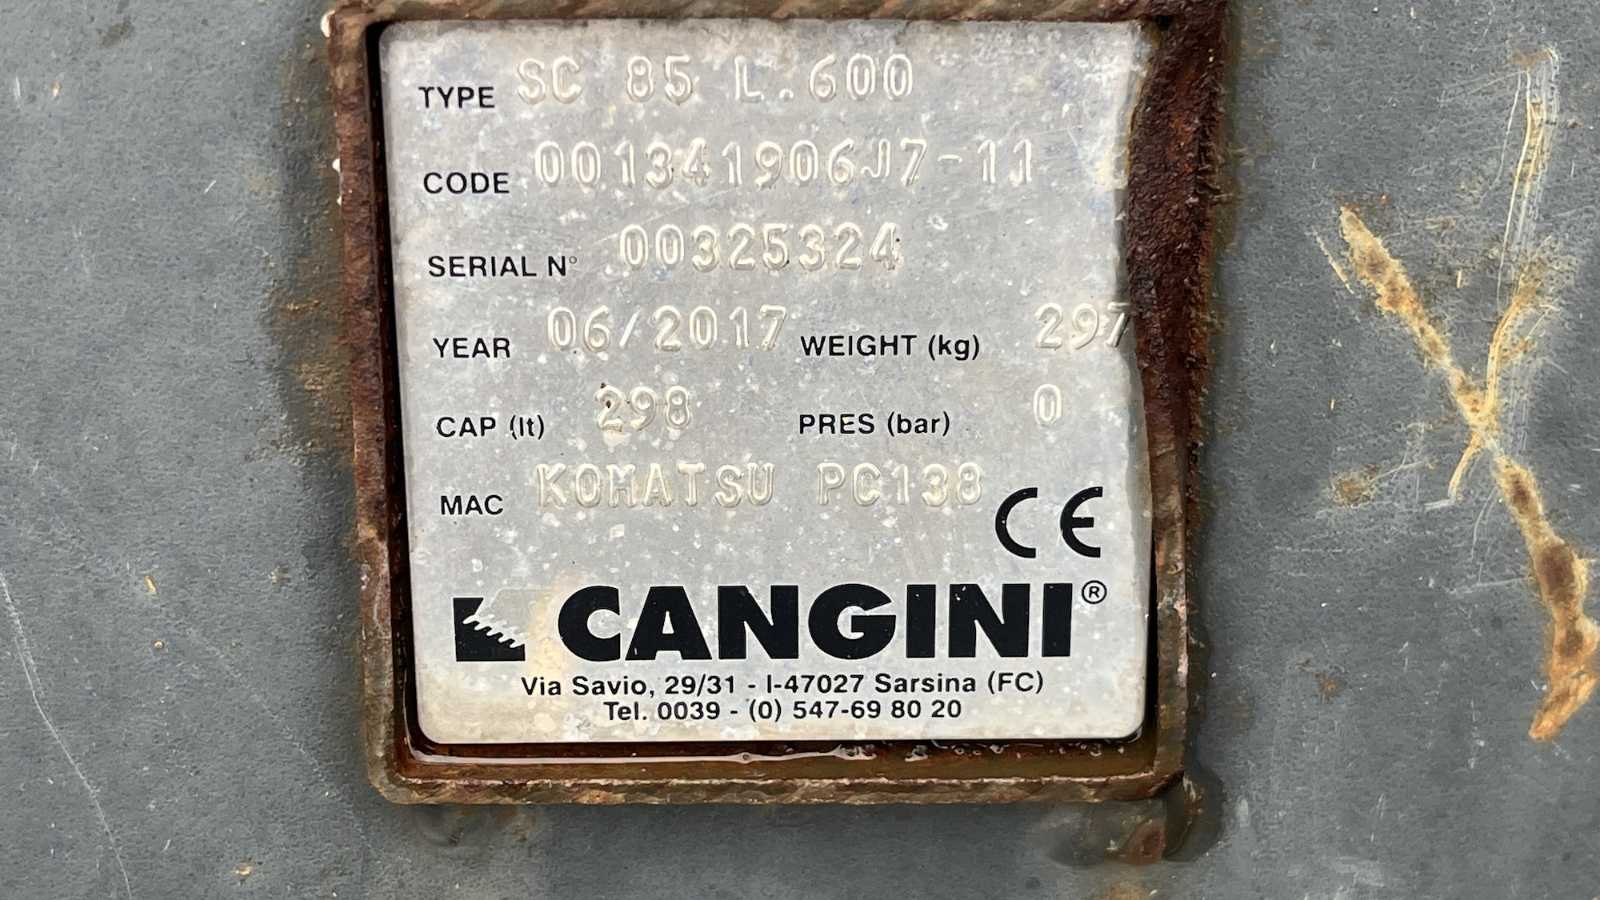 TYPE SC 85 L.600
CODE 001341906J7-11
SERIAL N° 00325324
YEAR 06/2017 WEIGHT (kg) 297
CAP (lt) 298 PRES (bar) 0
MAC KOMATSU PC138
CE
CANGINI®
Via Savio, 29/31 - I-47027 Sarsina (FC)
Tel. 0039 - (0) 547-69 80 20